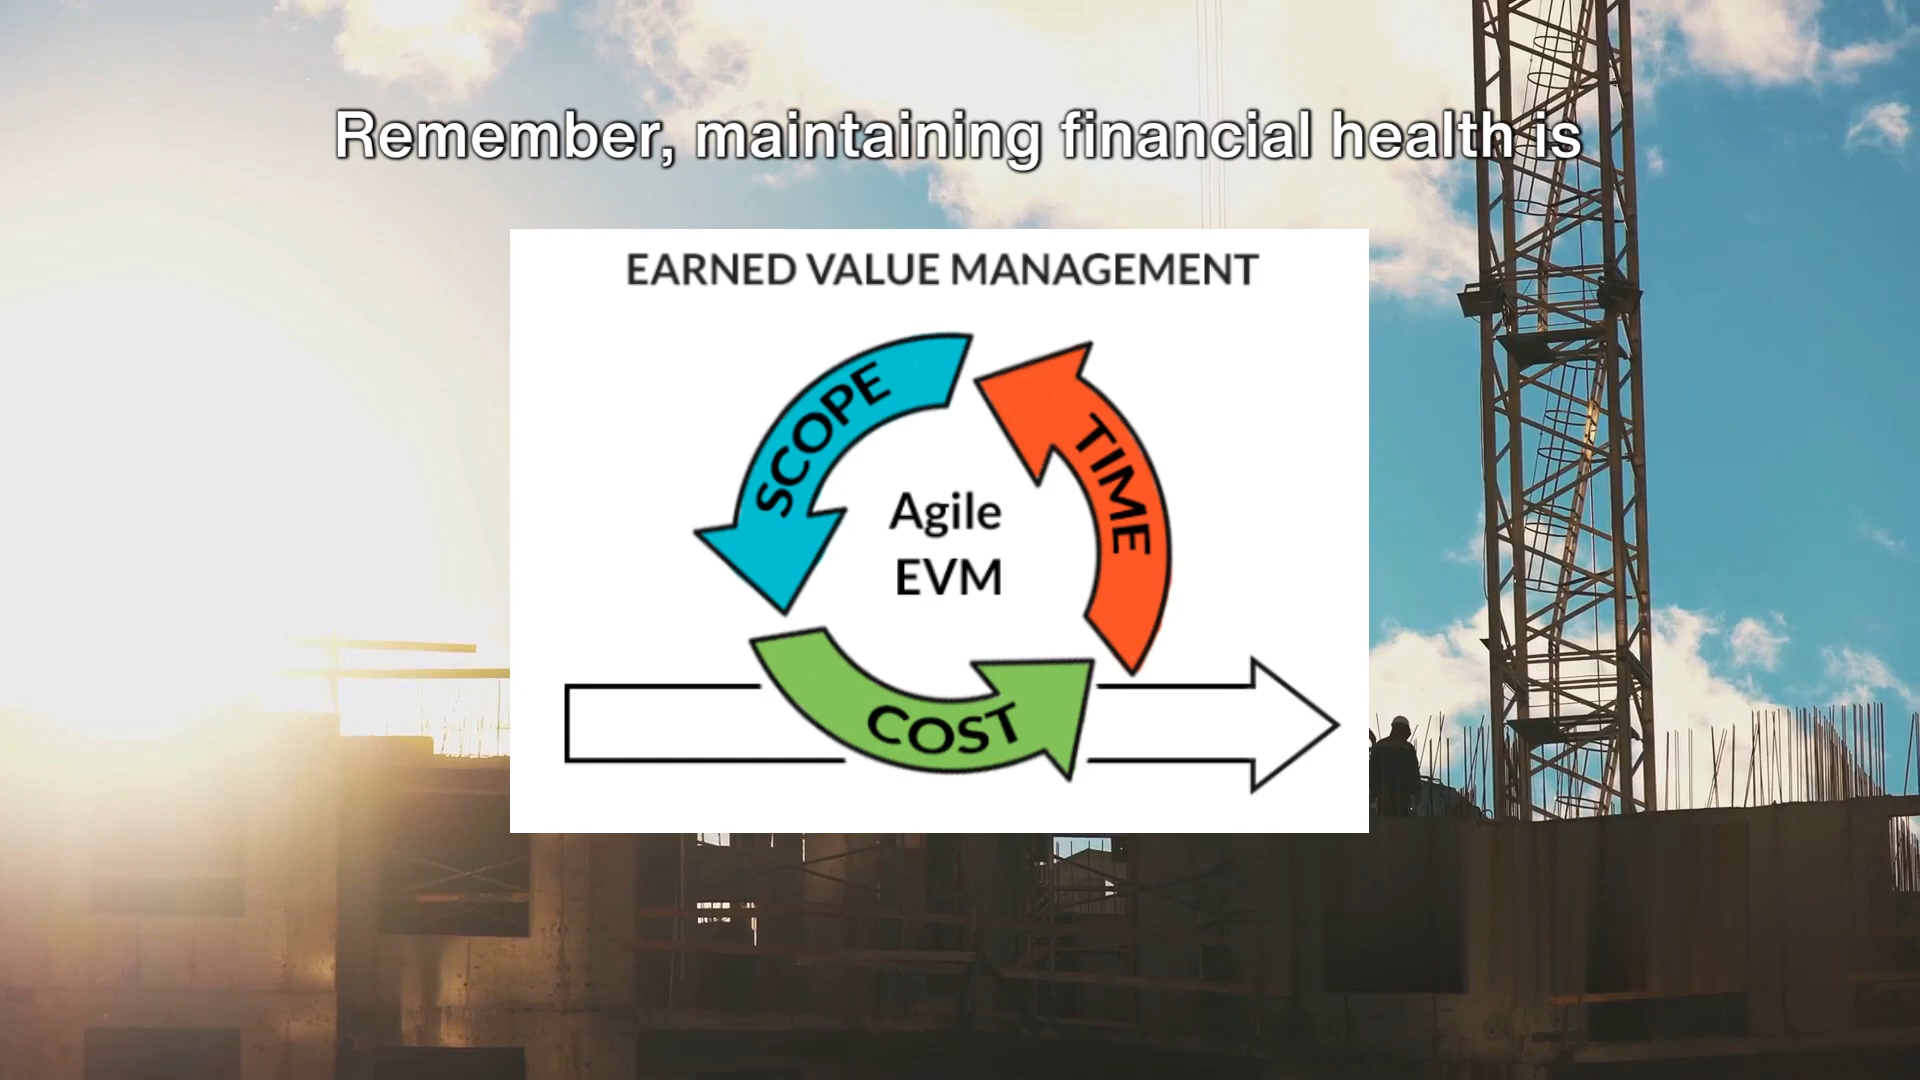 Remember, maintaining financial health is
EARNED VALUE MANAGEMENT
SCOPE
TIME
Agile
EVM
COST